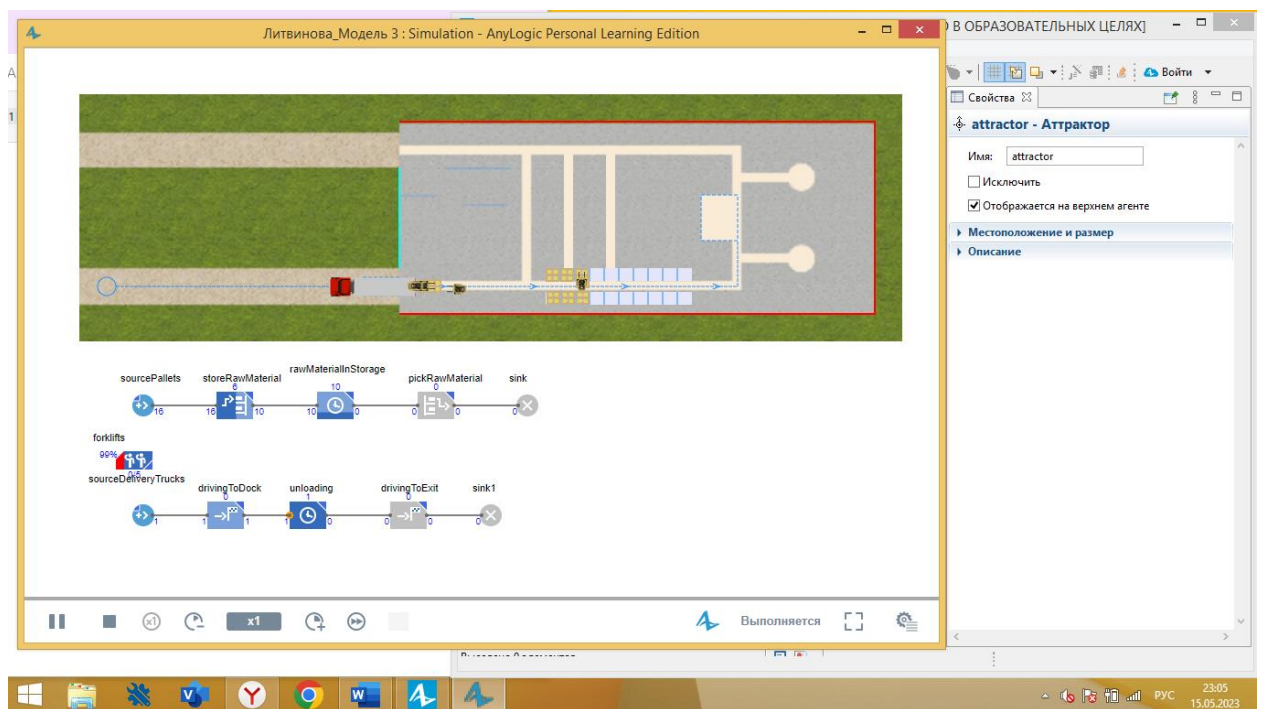 Литвинова_Модель 3 : Simulation - AnyLogic Personal Learning Edition
О В ОБРАЗОВАТЕЛЬНЫХ ЦЕЛЯХ]
Войти
Свойства
attractor - Аттрактор
Имя: attractor
Исключить
Отображается на верхнем агенте
Местоположение и размер
Описание
sourcePallets
storeRawMaterial
rawMaterialInStorage
pickRawMaterial
sink
6
10
0
16
16
10
10
0
0
0
0
forklifts
99%
0/5
sourceDeliveryTrucks
drivingToDock
unloading
drivingToExit
sink1
0
1
0
1
1
1
1
0
0
0
0
x1
Выполняется
РУС
23:05
15.05.2023